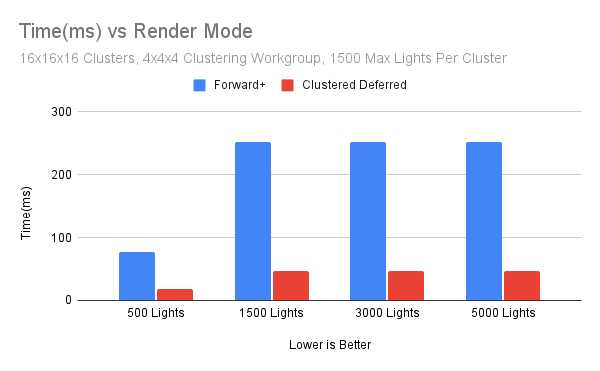 Time(ms) vs Render Mode
16x16x16 Clusters, 4x4x4 Clustering Workgroup, 1500 Max Lights Per Cluster
Forward+ Clustered Deferred
300
200
100
0
Time(ms)
500 Lights 1500 Lights 3000 Lights 5000 Lights
Lower is Better